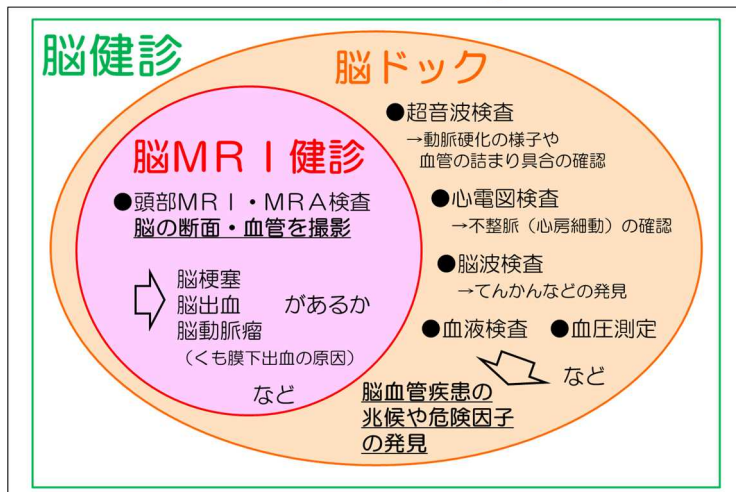 脳健診
脳ドック
脳MRI健診
●頭部MRI・MRA検査
脳の断面・血管を撮影
脳梗塞
脳出血 があるか
脳動脈瘤
(くも膜下出血の原因)
など
●超音波検査
→動脈硬化の様子や
血管の詰まり具合の確認
●心電図検査
→不整脈(心房細動)の確認
●脳波検査
→てんかんなどの発見
●血液検査 ●血圧測定
など
脳血管疾患の
兆候や危険因子
の発見